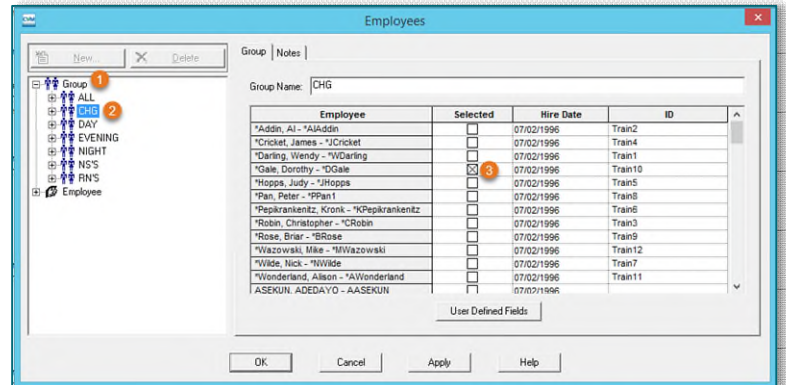 CVM Employees
New... Delete
Group Notes
Group 1
ALL
CHG 2
DAY
EVENING
NIGHT
NS'S
RN'S
Employee
Group Name: CHG
Employee Selected Hire Date ID
*Addin, Al - *AlAddin 07/02/1996 Train2
*Cricket, James - *JCricket 07/02/1996 Train4
*Darling, Wendy - *WDarling 07/02/1996 Train1
*Gale, Dorothy - *DGale 3 07/02/1996 Train10
*Hopps, Judy - *JHopps 07/02/1996 Train5
*Pan, Peter - *PPan1 07/02/1996 Train8
*Pepikrankenitz, Kronk - *KPepikrankenitz 07/02/1996 Train6
*Robin, Christopher - *CRobin 07/02/1996 Train3
*Rose, Briar - *BRose 07/02/1996 Train9
*Wazowski, Mike - *MWazowski 07/02/1996 Train12
*Wilde, Nick - *NWilde 07/02/1996 Train7
*Wonderland, Alison - *AWonderland 07/02/1996 Train11
ASEKUN, ADEDAYO - AASEKUN 07/02/1996
User Defined Fields
OK Cancel Apply Help